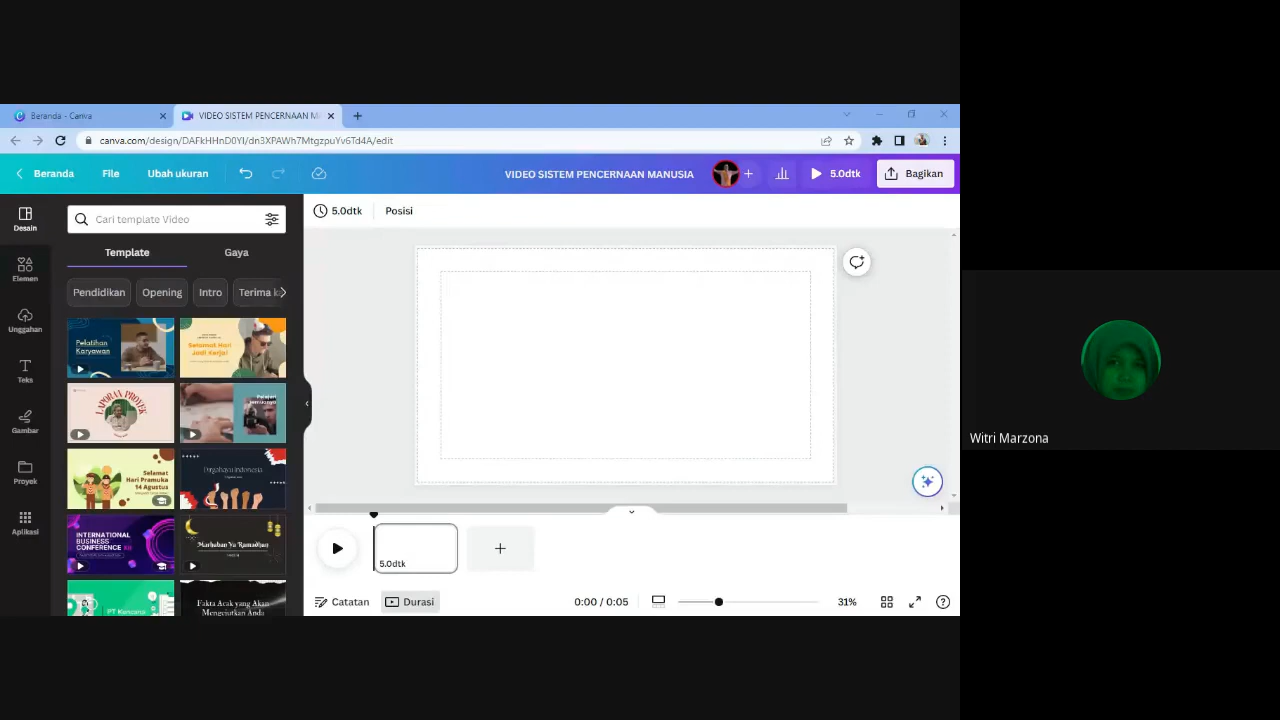 Beranda - Canva
VIDEO SISTEM PENCERNAAN M
canva.com/design/DAFkHHnD0YI/dn3XPAWh7MtgzpuYv6Td4A/edit
Beranda
File
Ubah ukuran
VIDEO SISTEM PENCERNAAN MANUSIA
5.0dtk
Bagikan
Desain
Elemen
Unggahan
Teks
Gambar
Proyek
Aplikasi
Cari template Video
Template
Gaya
Pendidikan
Opening
Intro
Terima k
Pelatihan
Karyawan
Selamat Hari
Jadi Kerja!
LAPORAN PROYEK
Selamat
Hari Pramuka
14 Agustus
Dirgahayu Indonesia
INTERNATIONAL
BUSINESS
CONFERENCE
Marhaban Ya Ramadhan
PT Kencana
Fakta Acak yang Akan
Mengejutkan Anda
5.0dtk
Posisi
5.0dtk
Catatan
Durasi
0:00 / 0:05
31%
Witri Marzona